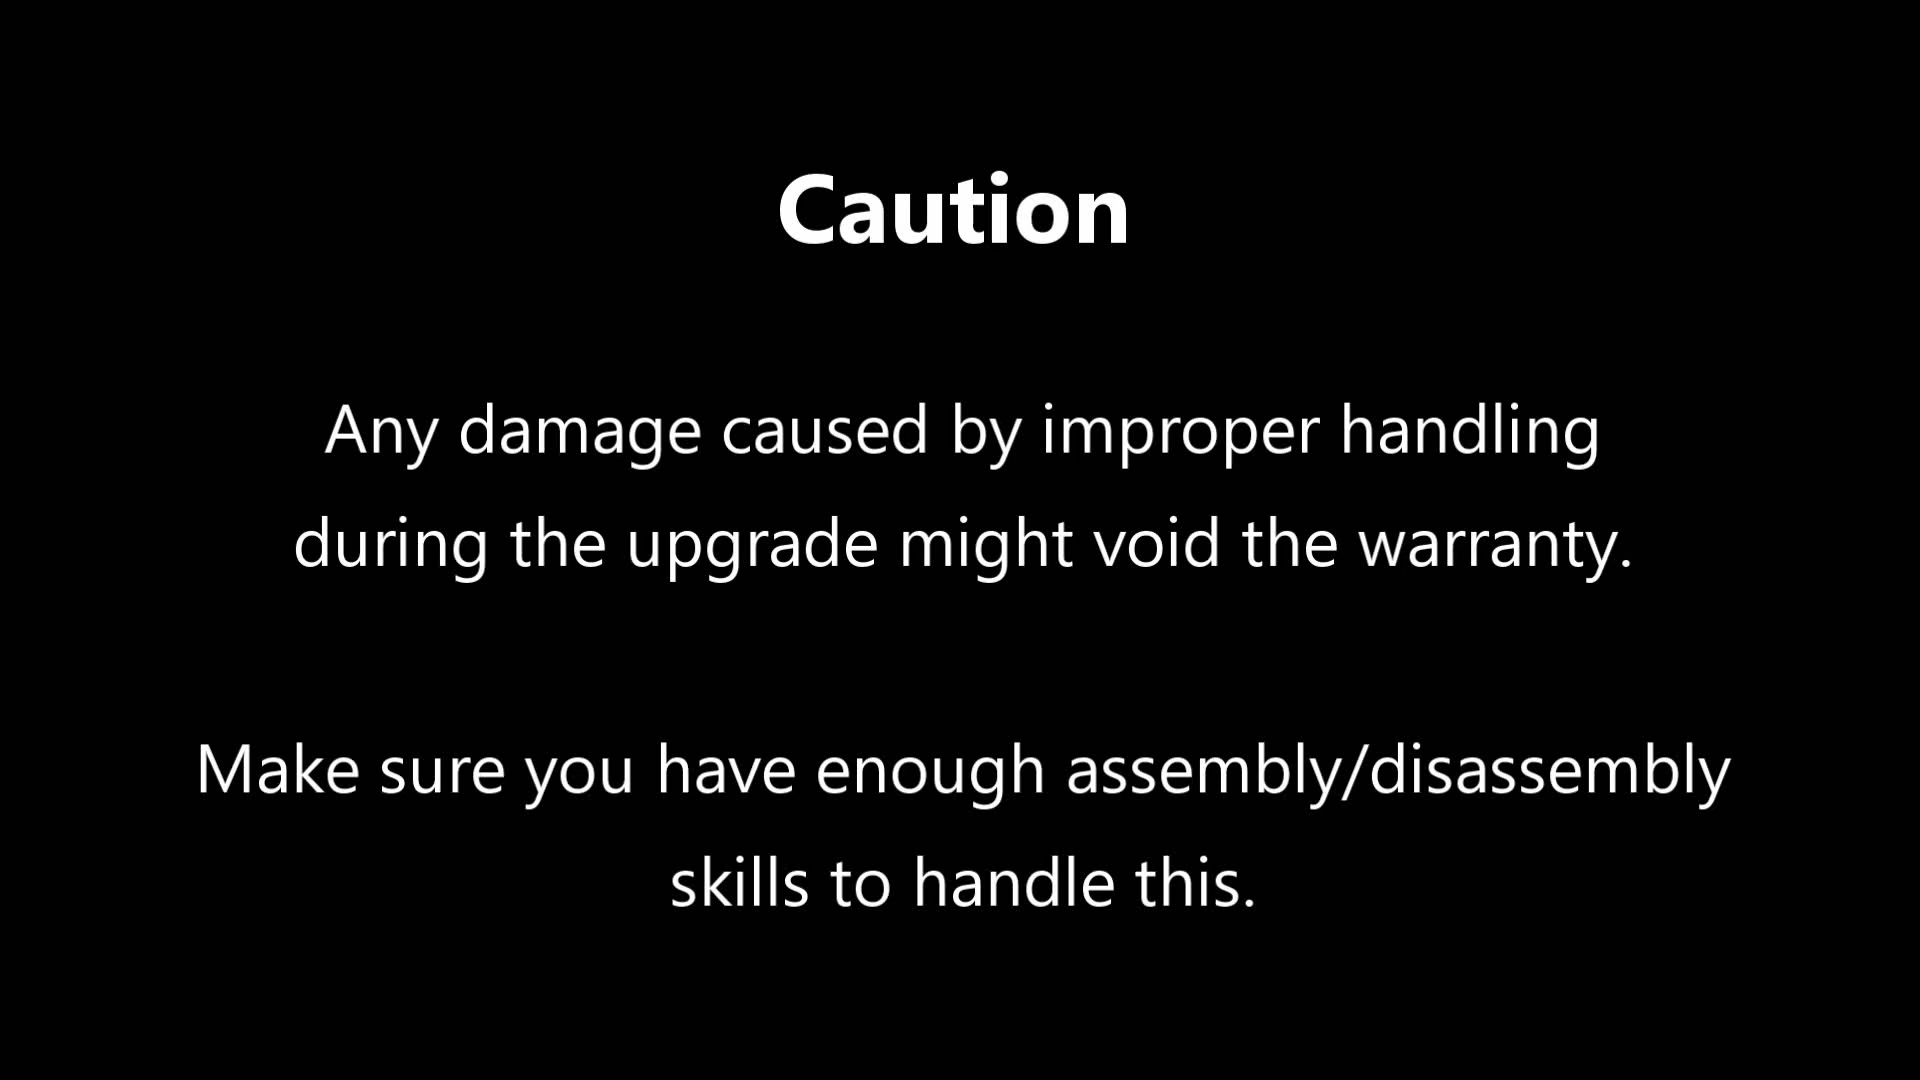 Caution
Any damage caused by improper handling
during the upgrade might void the warranty.
Make sure you have enough assembly/disassembly
skills to handle this.